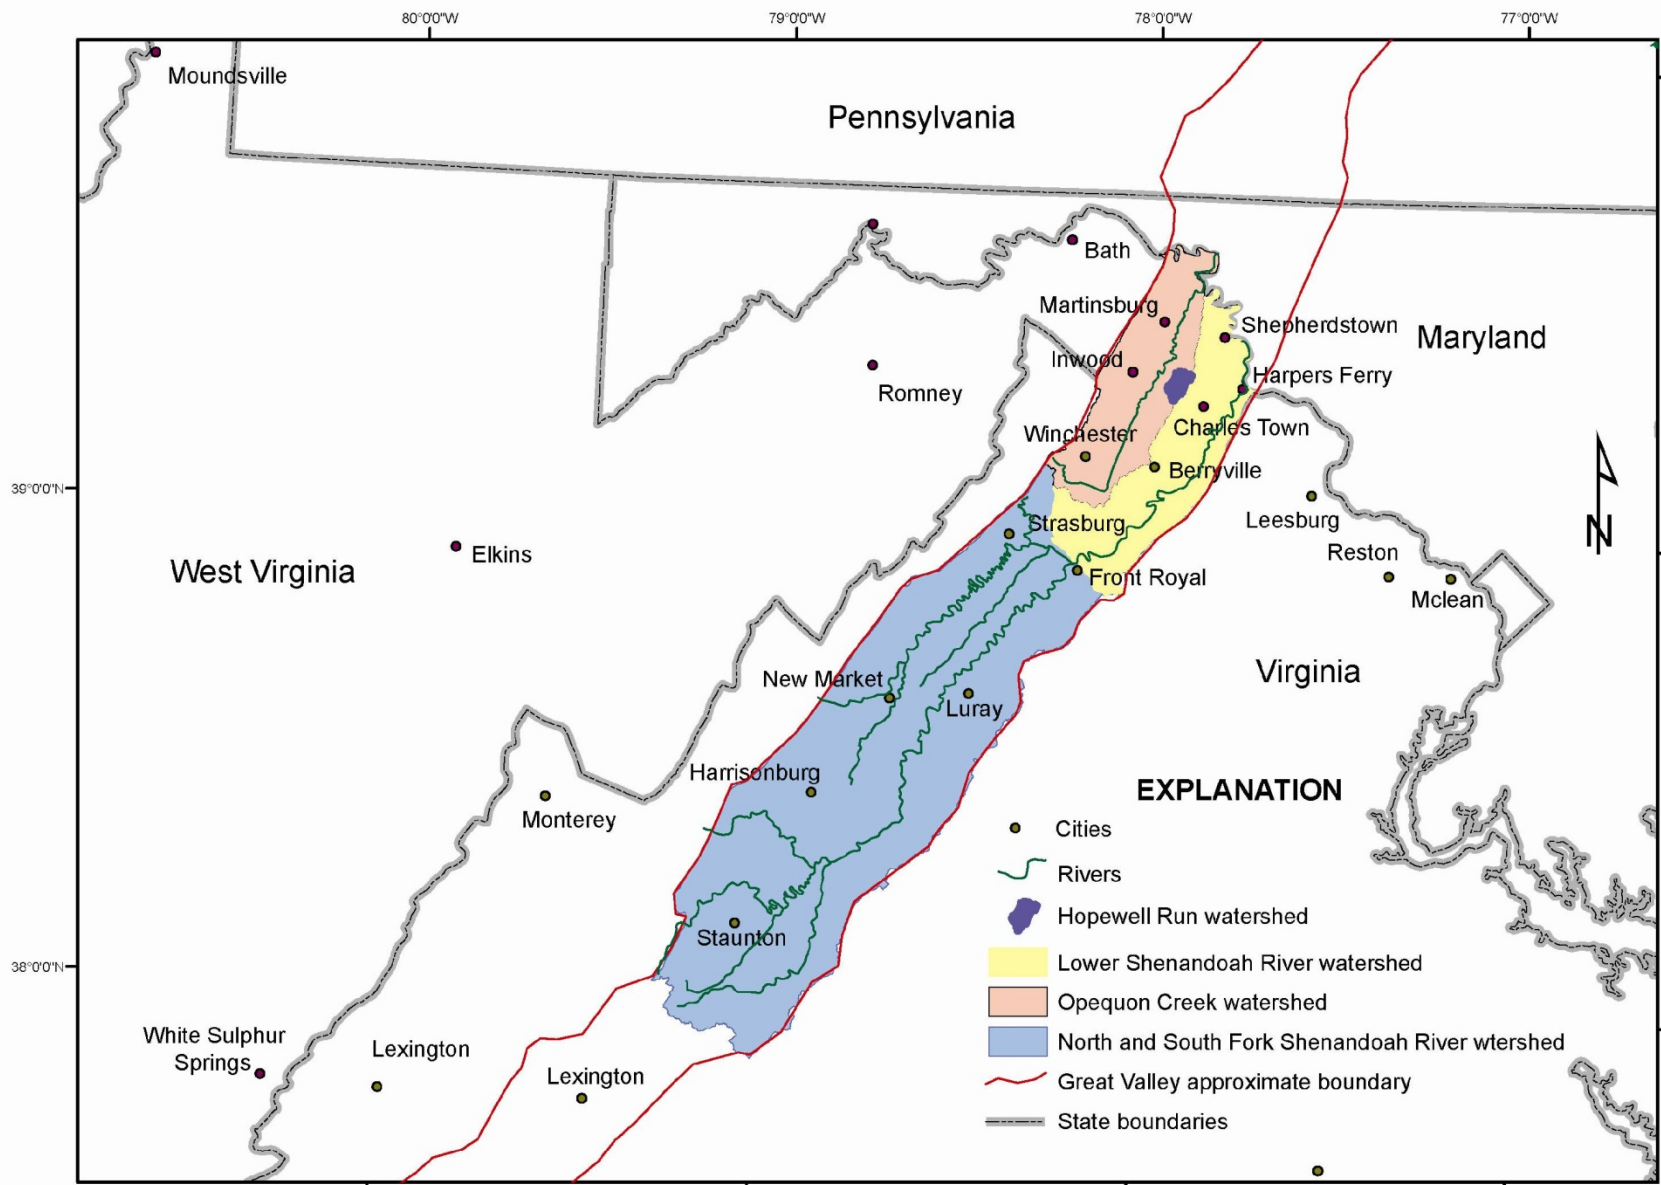 80°0'0"W
79°0'0"W
78°0'0"W
77°0'0"W
Moundsville
Pennsylvania
Bath
Martinsburg
Shepherdstown
Maryland
Inwood
Harpers Ferry
Romney
Winchester
Charles Town
Berryville
39°0'0"N
Leesburg
Strasburg
N
Reston
West Virginia
Elkins
Front Royal
Mclean
Virginia
New Market
Luray
Harrisonburg
EXPLANATION
Monterey
Cities
Rivers
Hopewell Run watershed
Staunton
Lower Shenandoah River watershed
38°0'0"N
Opequon Creek watershed
White Sulphur
Springs
Lexington
North and South Fork Shenandoah River wtershed
Lexington
Great Valley approximate boundary
State boundaries